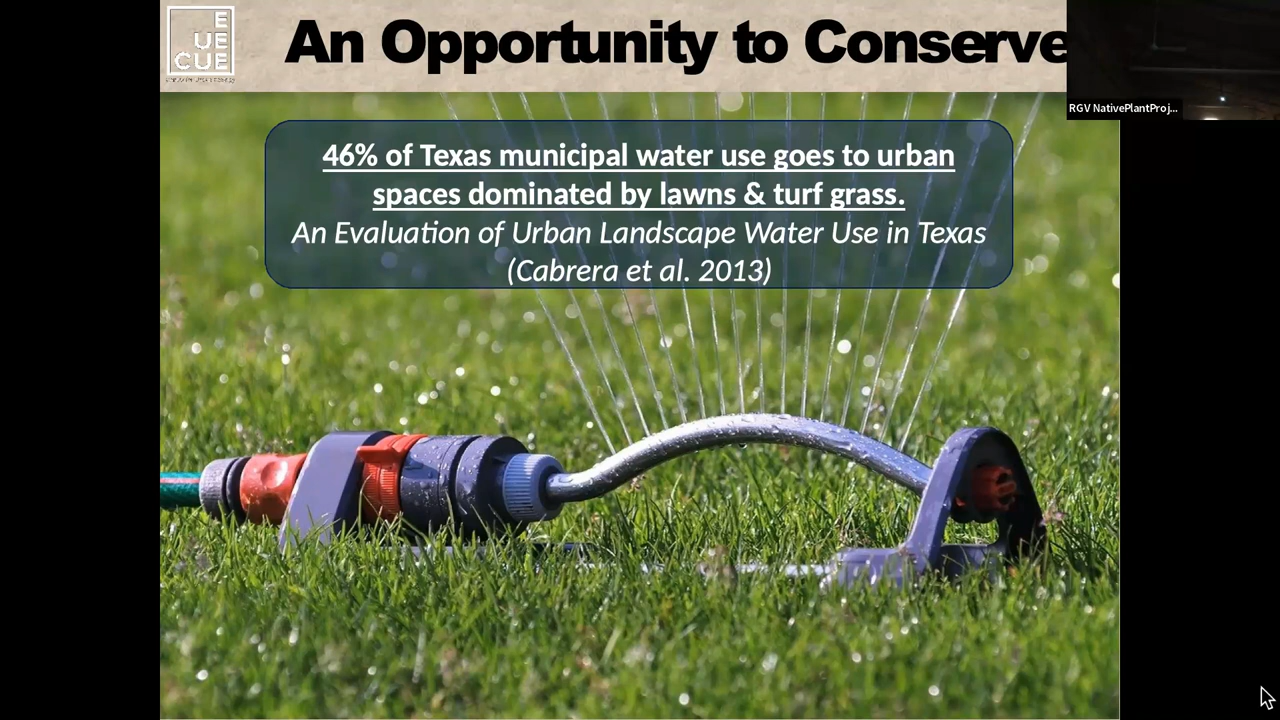 E
UE
CUE
An Opportunity to Conserve
RGV NativePlantProj...
46% of Texas municipal water use goes to urban
spaces dominated by lawns & turf grass.
An Evaluation of Urban Landscape Water Use in Texas
(Cabrera et al. 2013)